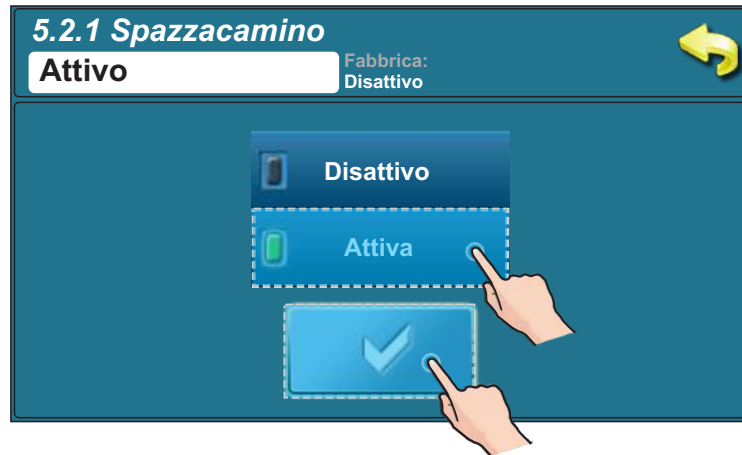 5.2.1 Spazzacamino
Attivo
Fabbrica:
Disattivo
Disattivo
Attiva